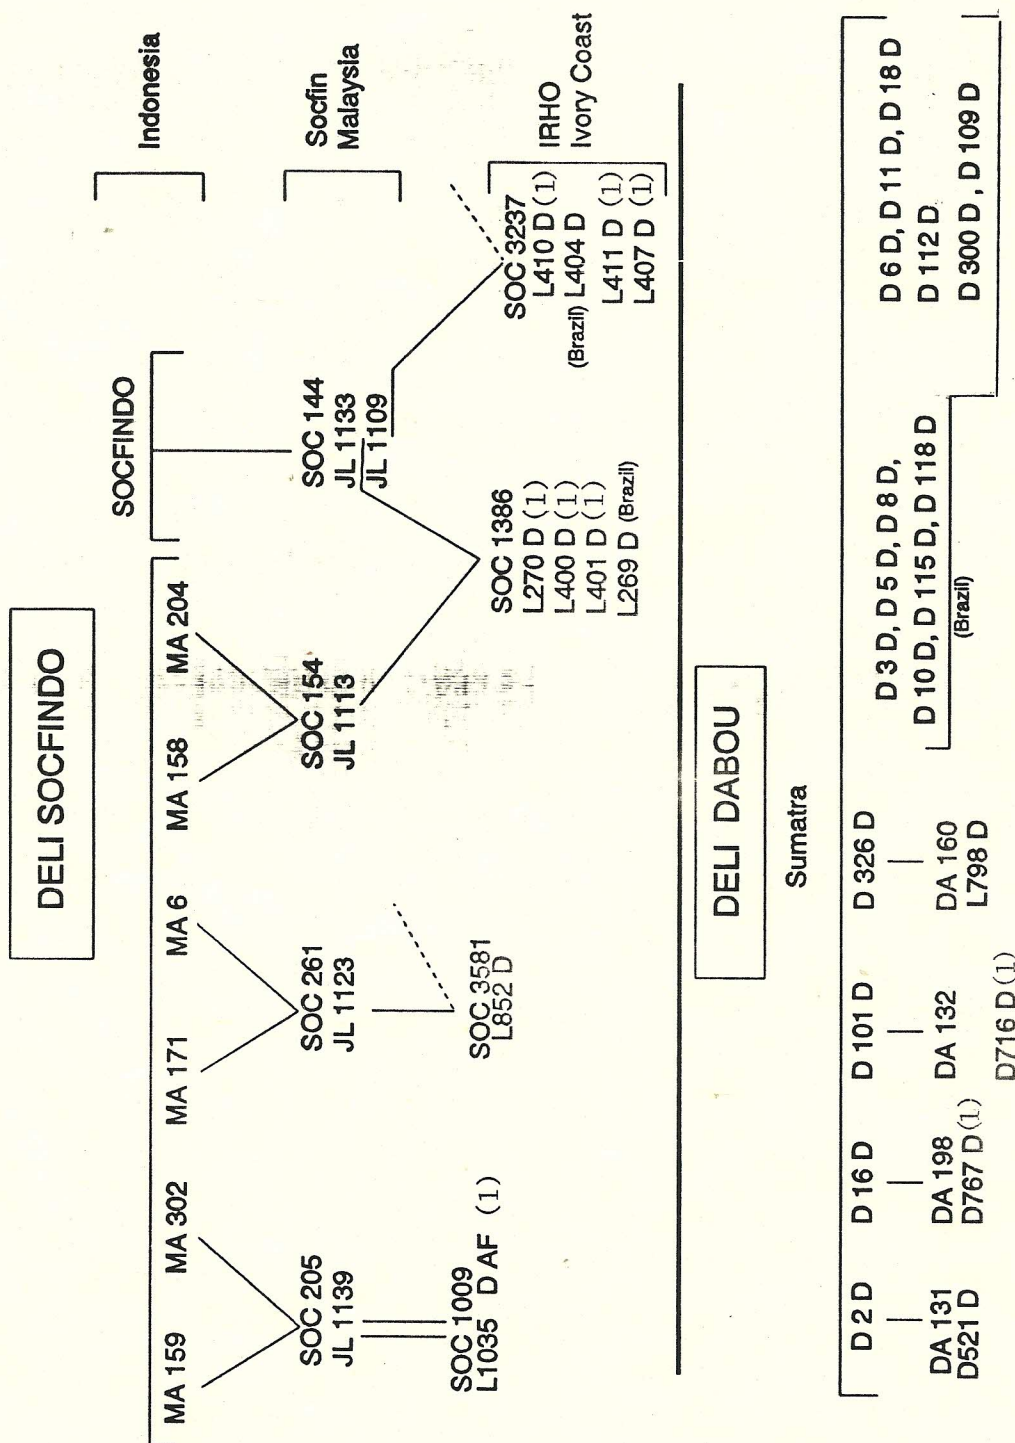 DELI SOCFINDO
SOCFINDO
Indonesia
MA 159
MA 302
MA 171
MA 6
MA 158
MA 204
SOC 205
JL 1139
SOC 261
JL 1123
SOC 154
JL 1113
SOC 144
JL 1133
JL 1109
Socfin
Malaysia
SOC 1009
L1035 D AF (1)
SOC 3581
L852 D
SOC 1386
L270 D (1)
L400 D (1)
L401 D (1)
L269 D (Brazil)
SOC 3237
L410 D (1)
(Brazil) L404 D
L411 D (1)
L407 D (1)
IRHO
Ivory Coast
DELI DABOU
Sumatra
D 2 D
DA 131
D521 D
D 16 D
DA 198
D767 D (1)
D 101 D
DA 132
D716 D (1)
D 326 D
DA 160
L798 D
D 3 D, D 5 D, D 8 D,
D 10 D, D 115 D, D 118 D
(Brazil)
D 6 D, D 11 D, D 18 D
D 112 D
D 300 D , D 109 D